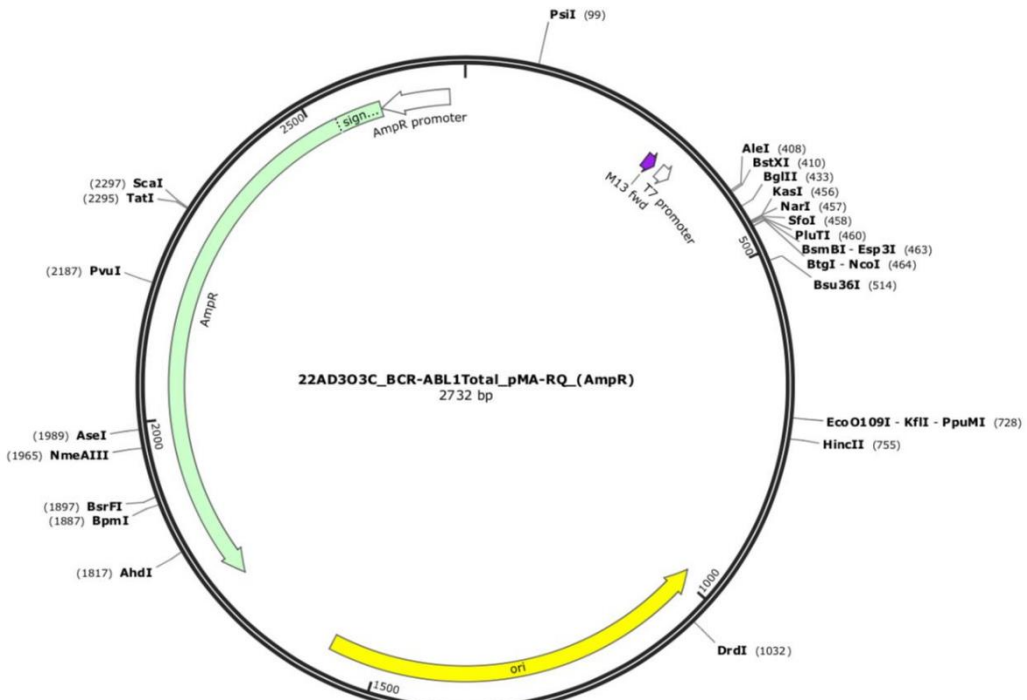 PsiI (99)
AleI (408)
BstXI (410)
BglII (433)
KasI (456)
NarI (457)
SfoI (458)
PluTI (460)
BsmBI - Esp3I (463)
BtgI - NcoI (464)
Bsu36I (514)
500
EcoO109I - KflI - PpuMI (728)
HincII (755)
1000
DrdI (1032)
1500
(1817) AhdI
(1887) BpmI
(1897) BsrFI
(1965) NmeAIII
(1989) AseI
2000
(2187) PvuI
(2295) TatI
(2297) ScaI
2500
sign...
AmpR promoter
M13 fwd
T7 promoter
AmpR
22AD3O3C_BCR-ABL1Total_pMA-RQ_(AmpR)
2732 bp
ori